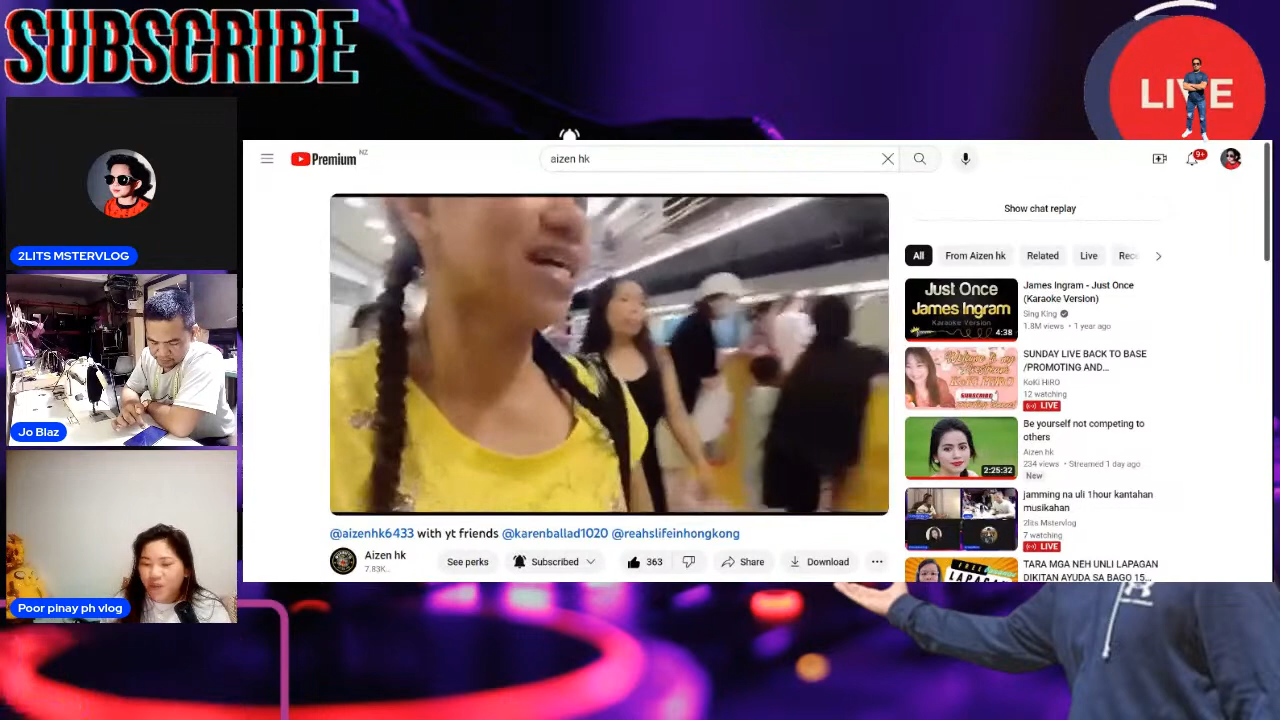 SUBSCRIBE
LIVE
2LITS MSTERVLOG
Jo Blaz
Poor pinay ph vlog
Premium NZ
aizen hk
9+
@aizenhk6433 with yt friends @karenballad1020 @reahslifeinhongkong
Aizen hk
7.83K..
See perks
Subscribed
363
Share
Download
Show chat replay
All
From Aizen hk
Related
Live
Rec
Just Once
James Ingram
Karaoke Version
4:38
James Ingram - Just Once
(Karaoke Version)
Sing King
1.8M views • 1 year ago
SUBSCRIBE
SUNDAY LIVE BACK TO BASE
/PROMOTING AND...
KoKi HiRO
12 watching
LIVE
2:25:32
Be yourself not competing to
others
Aizen hk
234 views • Streamed 1 day ago
New
jamming na uli 1hour kantahan
musikahan
2lits Mstervlog
7 watching
LIVE
TARA MGA NEH UNLI LAPAGAN
DIKITAN AYUDA SA BAGO 15...